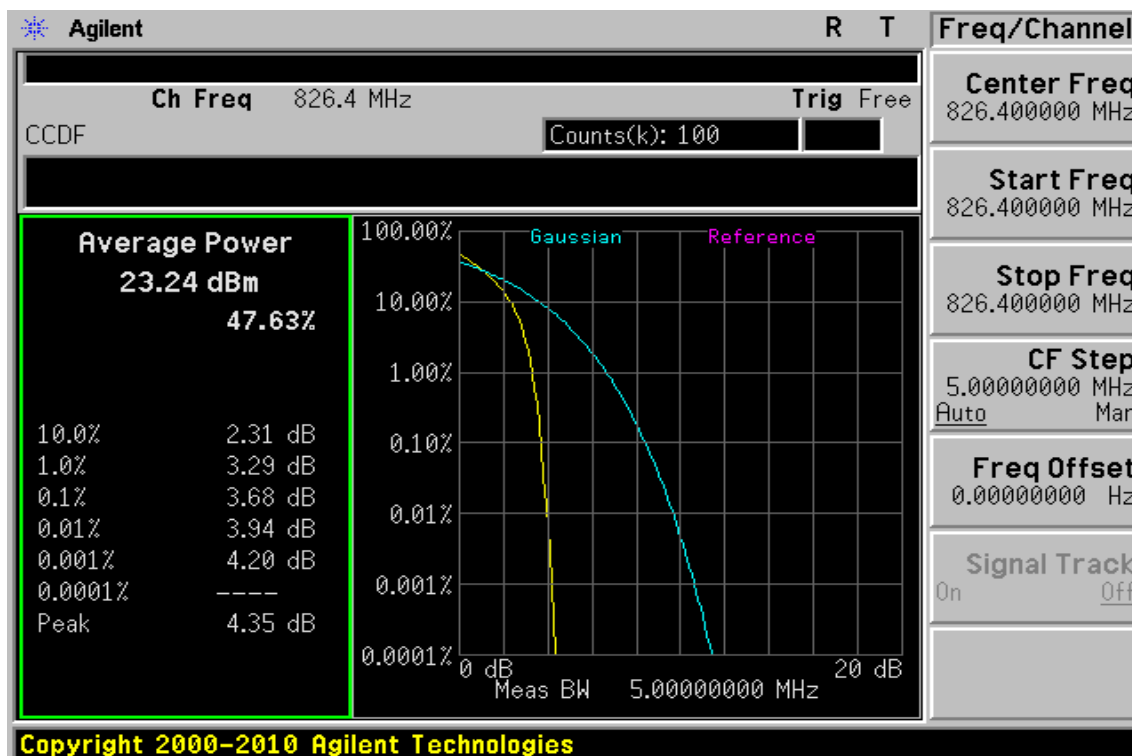 Agilent R T
Freq/Channel
Ch Freq 826.4 MHz Trig Free
CCDF Counts(k): 100
Average Power
23.24 dBm
47.63%
10.0% 2.31 dB
1.0% 3.29 dB
0.1% 3.68 dB
0.01% 3.94 dB
0.001% 4.20 dB
0.0001% ----
Peak 4.35 dB
Gaussian Reference
100.00%
10.00%
1.00%
0.10%
0.01%
0.001%
0.0001%
0 dB 20 dB
Meas BW 5.00000000 MHz
Center Freq
826.400000 MHz
Start Freq
826.400000 MHz
Stop Freq
826.400000 MHz
CF Step
5.00000000 MHz
Auto Man
Freq Offset
0.00000000 Hz
Signal Track
On Off
Copyright 2000-2010 Agilent Technologies